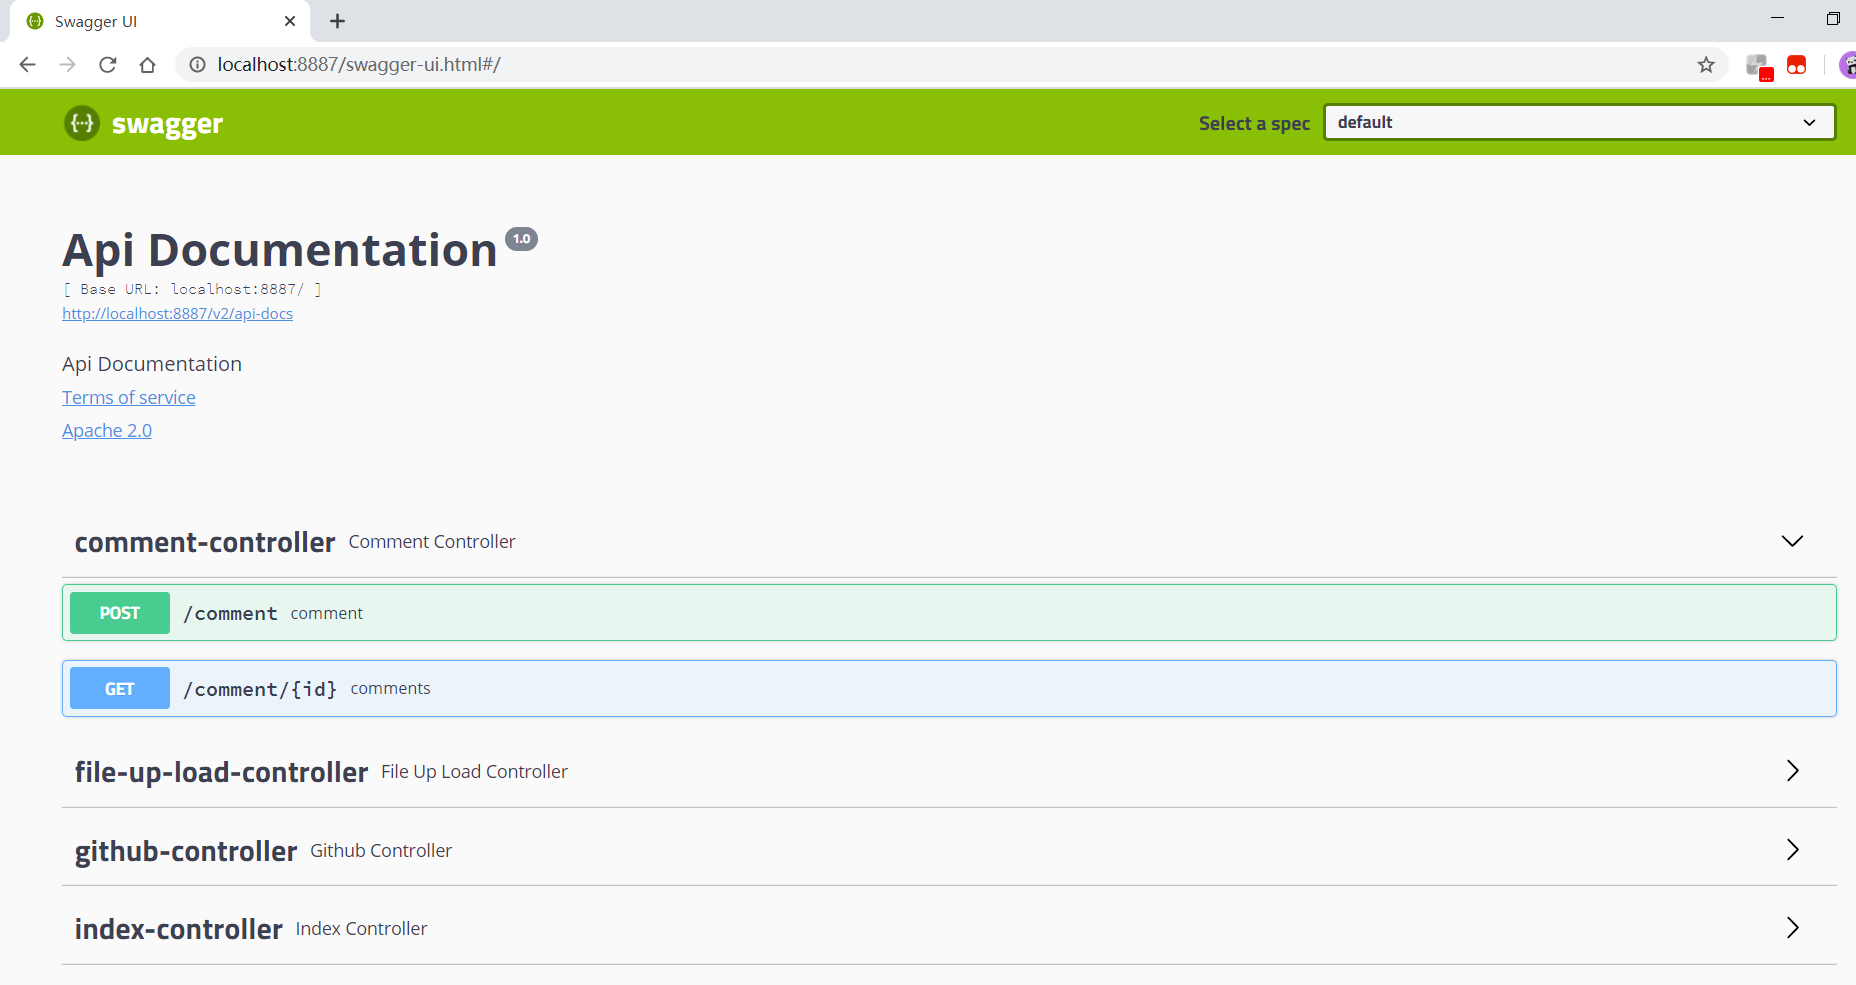 Swagger UI
localhost:8887/swagger-ui.html#/
swagger
Select a spec
default
Api Documentation 1.0
[ Base URL: localhost:8887/ ]
http://localhost:8887/v2/api-docs
Api Documentation
Terms of service
Apache 2.0
comment-controller Comment Controller
POST /comment comment
GET /comment/{id} comments
file-up-load-controller File Up Load Controller
github-controller Github Controller
index-controller Index Controller